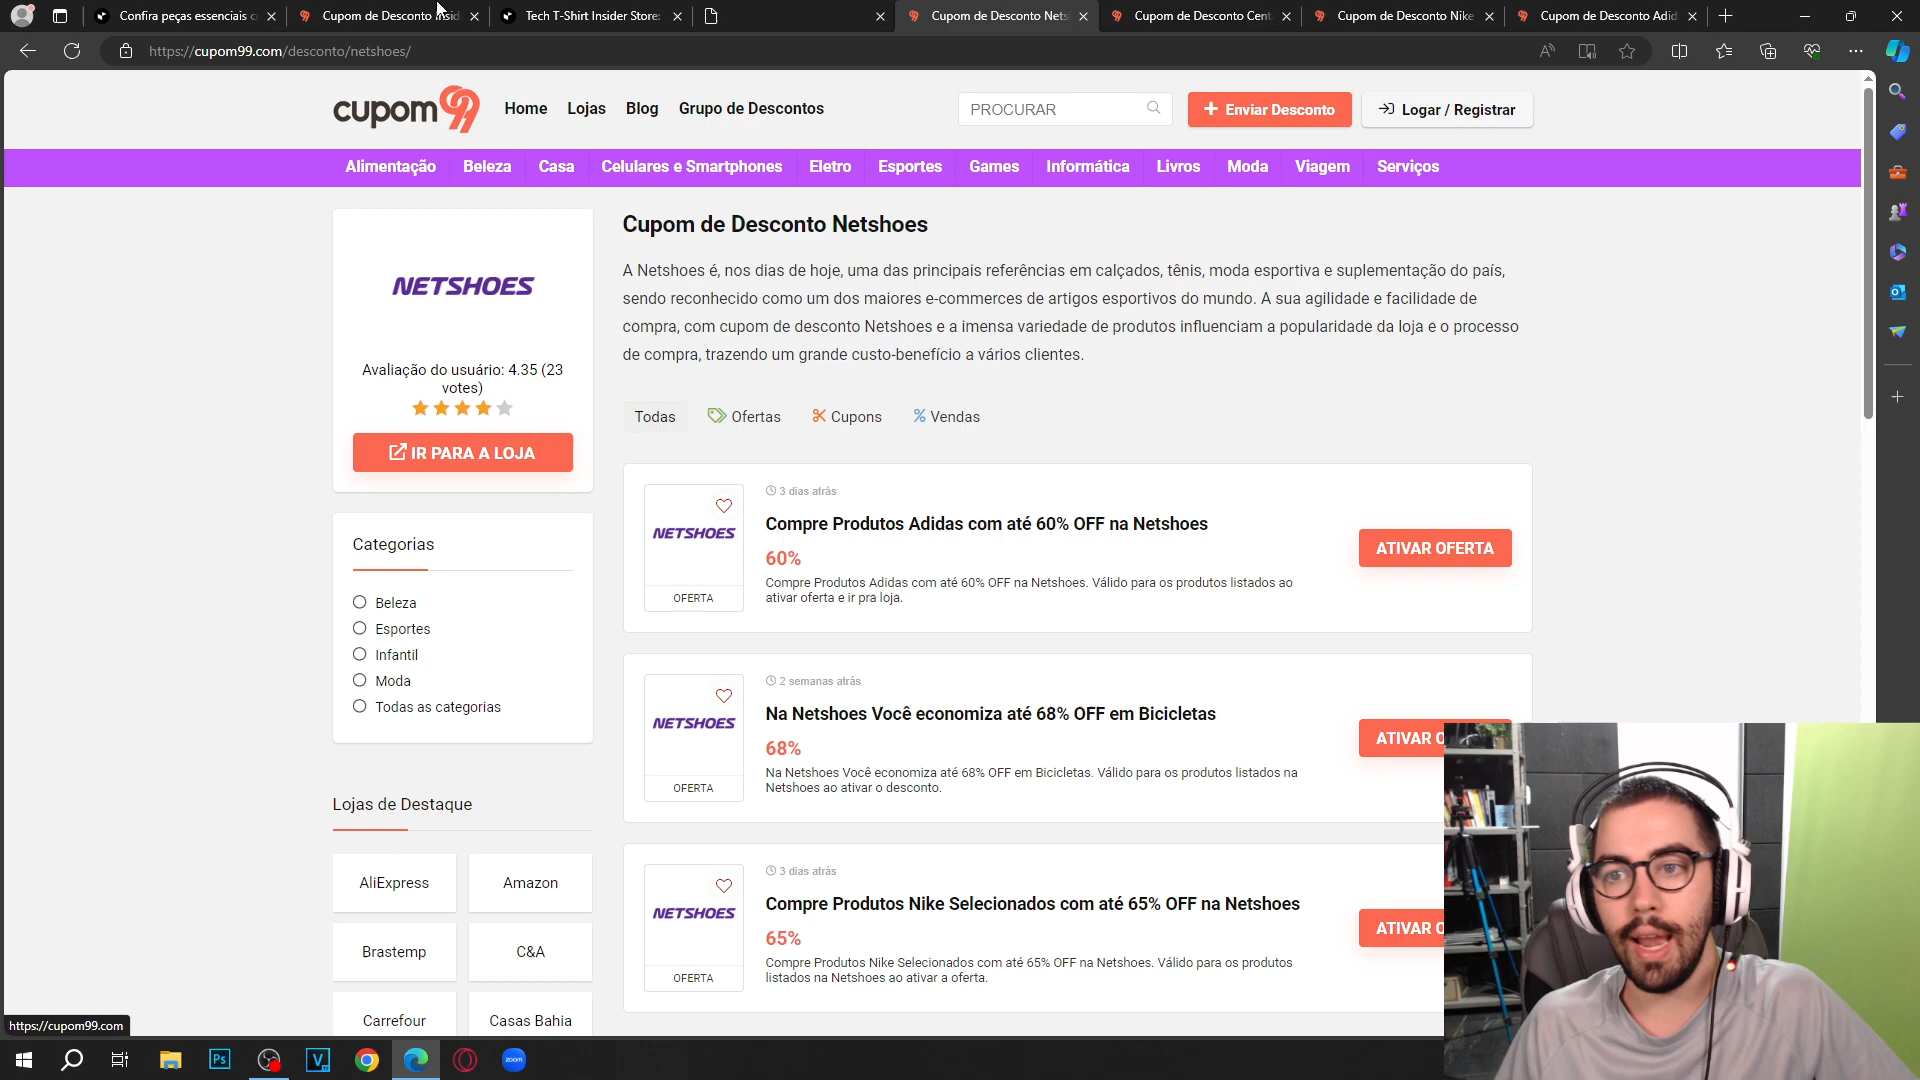 Confira peças essenciais c
Cupom de Desconto Insid
Tech T-Shirt Insider Store:
Cupom de Desconto Nets
Cupom de Desconto Cent
Cupom de Desconto Nike
Cupom de Desconto Adid
https://cupom99.com/desconto/netshoes/
cupom99
Home
Lojas
Blog
Grupo de Descontos
PROCURAR
Enviar Desconto
Logar / Registrar
Alimentação
Beleza
Casa
Celulares e Smartphones
Eletro
Esportes
Games
Informática
Livros
Moda
Viagem
Serviços
NETSHOES
Avaliação do usuário: 4.35 (23
votes)
IR PARA A LOJA
Categorias
Beleza
Esportes
Infantil
Moda
Todas as categorias
Lojas de Destaque
AliExpress
Amazon
Brastemp
C&A
Carrefour
Casas Bahia
Cupom de Desconto Netshoes
A Netshoes é, nos dias de hoje, uma das principais referências em calçados, tênis, moda esportiva e suplementação do país,
sendo reconhecido como um dos maiores e-commerces de artigos esportivos do mundo. A sua agilidade e facilidade de
compra, com cupom de desconto Netshoes e a imensa variedade de produtos influenciam a popularidade da loja e o processo
de compra, trazendo um grande custo-benefício a vários clientes.
Todas
Ofertas
Cupons
% Vendas
NETSHOES
OFERTA
3 dias atrás
Compre Produtos Adidas com até 60% OFF na Netshoes
60%
Compre Produtos Adidas com até 60% OFF na Netshoes. Válido para os produtos listados ao
ativar oferta e ir pra loja.
ATIVAR OFERTA
NETSHOES
OFERTA
2 semanas atrás
Na Netshoes Você economiza até 68% OFF em Bicicletas
68%
Na Netshoes Você economiza até 68% OFF em Bicicletas. Válido para os produtos listados na
Netshoes ao ativar o desconto.
ATIVAR O
NETSHOES
OFERTA
3 dias atrás
Compre Produtos Nike Selecionados com até 65% OFF na Netshoes
65%
Compre Produtos Nike Selecionados com até 65% OFF na Netshoes. Válido para os produtos
listados na Netshoes ao ativar a oferta.
ATIVAR O
https://cupom99.com
Ps
V
zoom